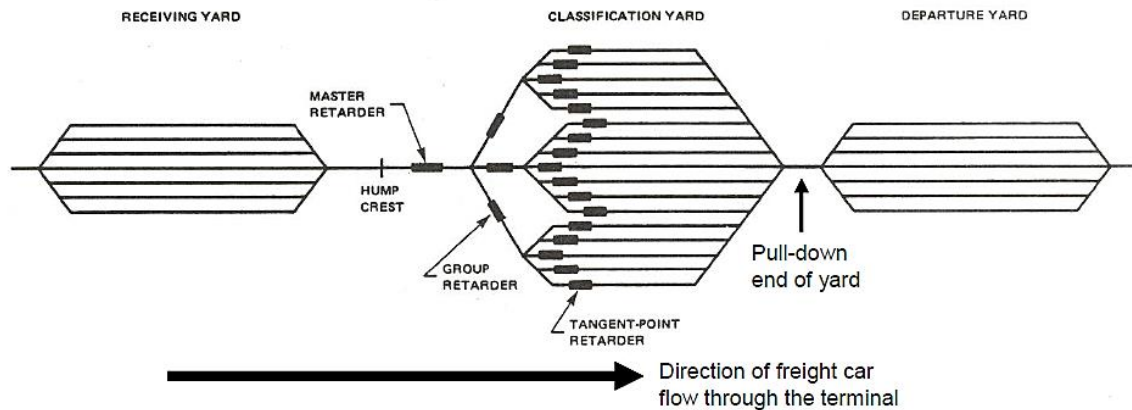 RECEIVING YARD
CLASSIFICATION YARD
DEPARTURE YARD
MASTER
RETARDER
HUMP
CREST
GROUP
RETARDER
TANGENT-POINT
RETARDER
Pull-down
end of yard
Direction of freight car
flow through the terminal